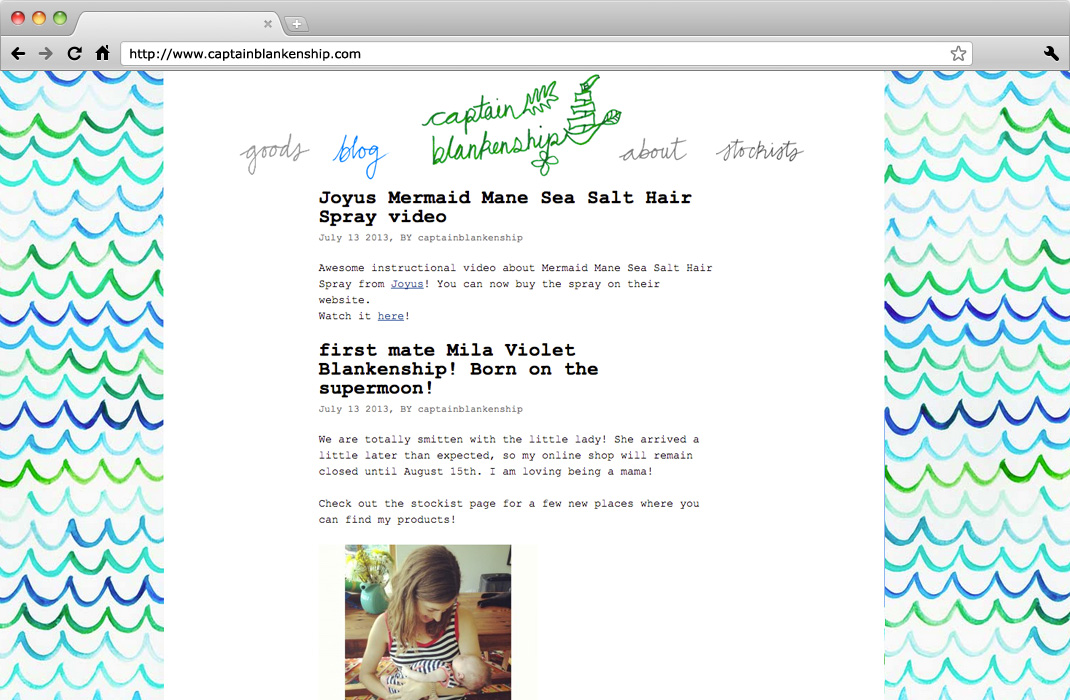 http://www.captainblankenship.com
captain
blankenship
goods blog about stockists
Joyus Mermaid Mane Sea Salt Hair
Spray video
July 13 2013, BY captainblankenship
Awesome instructional video about Mermaid Mane Sea Salt Hair
Spray from Joyus! You can now buy the spray on their
website.
Watch it here!
first mate Mila Violet
Blankenship! Born on the
supermoon!
July 13 2013, BY captainblankenship
We are totally smitten with the little lady! She arrived a
little later than expected, so my online shop will remain
closed until August 15th. I am loving being a mama!
Check out the stockist page for a few new places where you
can find my products!